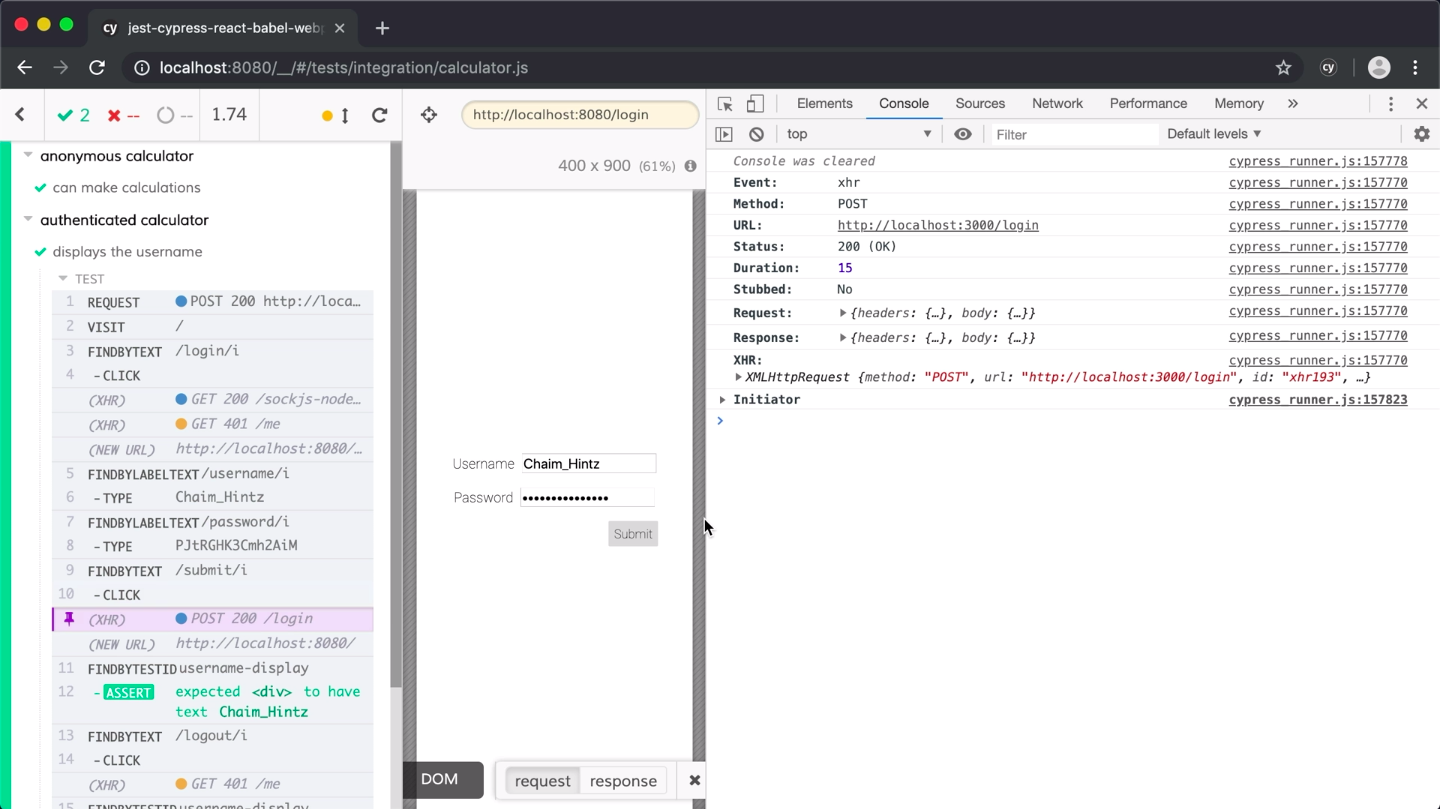 cy jest-cypress-react-babel-web
localhost:8080/__/#/tests/integration/calculator.js
cy
2 -- -- 1.74
anonymous calculator
can make calculations
authenticated calculator
displays the username
TEST
1 REQUEST POST 200 http://loca…
2 VISIT /
3 FINDBYTEXT /login/i
4 -CLICK
(XHR) GET 200 /sockjs-node…
(XHR) GET 401 /me
(NEW URL) http://localhost:8080/…
5 FINDBYLABELTEXT /username/i
6 -TYPE Chaim_Hintz
7 FINDBYLABELTEXT /password/i
8 -TYPE PJtRGHK3Cmh2AiM
9 FINDBYTEXT /submit/i
10 -CLICK
(XHR) POST 200 /login
(NEW URL) http://localhost:8080/
11 FINDBYTESTID username-display
12 -ASSERT expected <div> to have
text Chaim_Hintz
13 FINDBYTEXT /logout/i
14 -CLICK
(XHR) GET 401 /me
15 FINDBYTESTID username-display
http://localhost:8080/login
400 x 900 (61%)
Username Chaim_Hintz
Password •••••••••••••••
Submit
DOM request response
Elements Console Sources Network Performance Memory »
top Filter Default levels
Console was cleared cypress_runner.js:157778
Event: xhr cypress_runner.js:157770
Method: POST cypress_runner.js:157770
URL: http://localhost:3000/login cypress_runner.js:157770
Status: 200 (OK) cypress_runner.js:157770
Duration: 15 cypress_runner.js:157770
Stubbed: No cypress_runner.js:157770
Request: {headers: {…}, body: {…}} cypress_runner.js:157770
Response: {headers: {…}, body: {…}} cypress_runner.js:157770
XHR: cypress_runner.js:157770
XMLHttpRequest {method: "POST", url: "http://localhost:3000/login", id: "xhr193", …}
Initiator cypress_runner.js:157823